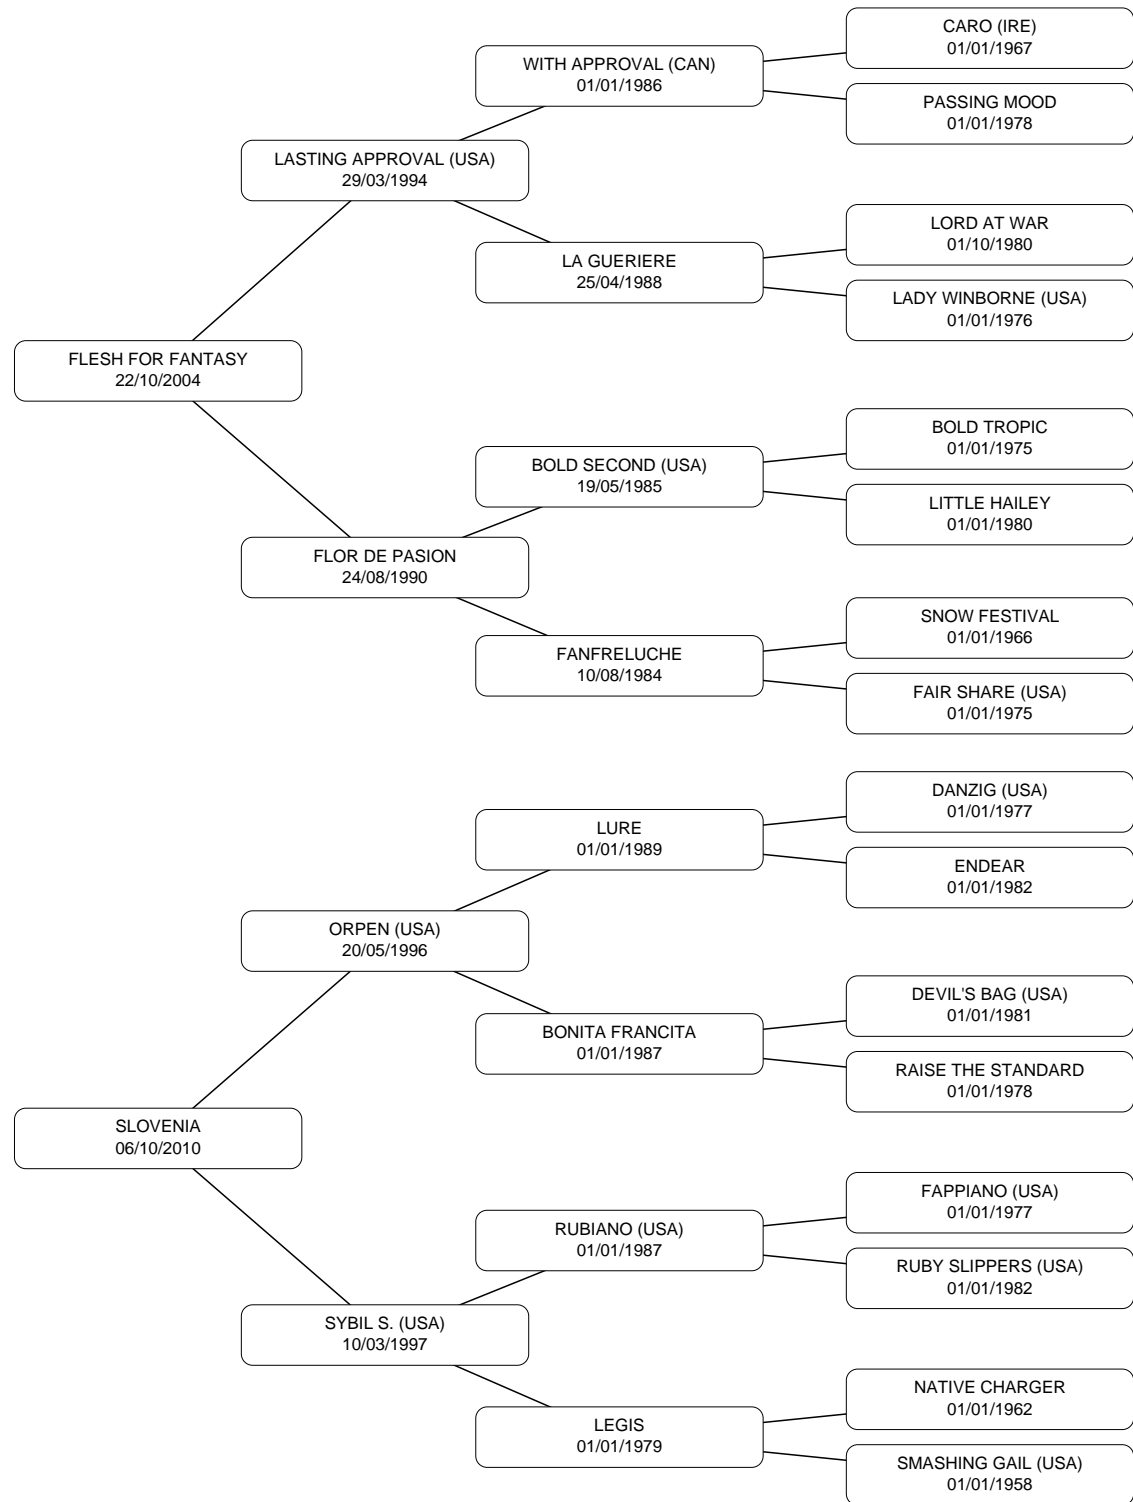 CARO (IRE)
01/01/1967
WITH APPROVAL (CAN)
01/01/1986
PASSING MOOD
01/01/1978
LASTING APPROVAL (USA)
29/03/1994
LORD AT WAR
01/10/1980
LA GUERIERE
25/04/1988
LADY WINBORNE (USA)
01/01/1976
FLESH FOR FANTASY
22/10/2004
BOLD TROPIC
01/01/1975
BOLD SECOND (USA)
19/05/1985
LITTLE HAILEY
01/01/1980
FLOR DE PASION
24/08/1990
SNOW FESTIVAL
01/01/1966
FANFRELUCHE
10/08/1984
FAIR SHARE (USA)
01/01/1975
DANZIG (USA)
01/01/1977
LURE
01/01/1989
ENDEAR
01/01/1982
ORPEN (USA)
20/05/1996
DEVIL'S BAG (USA)
01/01/1981
BONITA FRANCITA
01/01/1987
RAISE THE STANDARD
01/01/1978
SLOVENIA
06/10/2010
FAPPIANO (USA)
01/01/1977
RUBIANO (USA)
01/01/1987
RUBY SLIPPERS (USA)
01/01/1982
SYBIL S. (USA)
10/03/1997
NATIVE CHARGER
01/01/1962
LEGIS
01/01/1979
SMASHING GAIL (USA)
01/01/1958